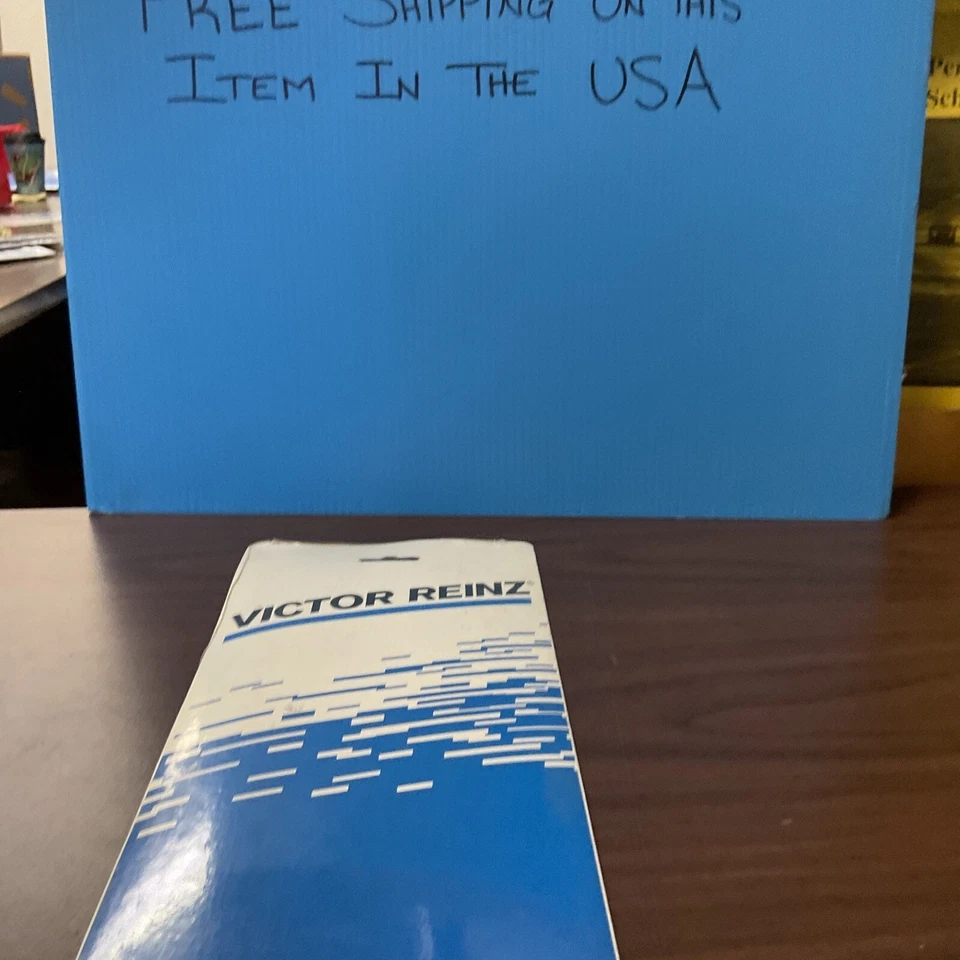 FREE SHIPPING ON THIS
ITEM IN THE USA
VICTOR REINZ